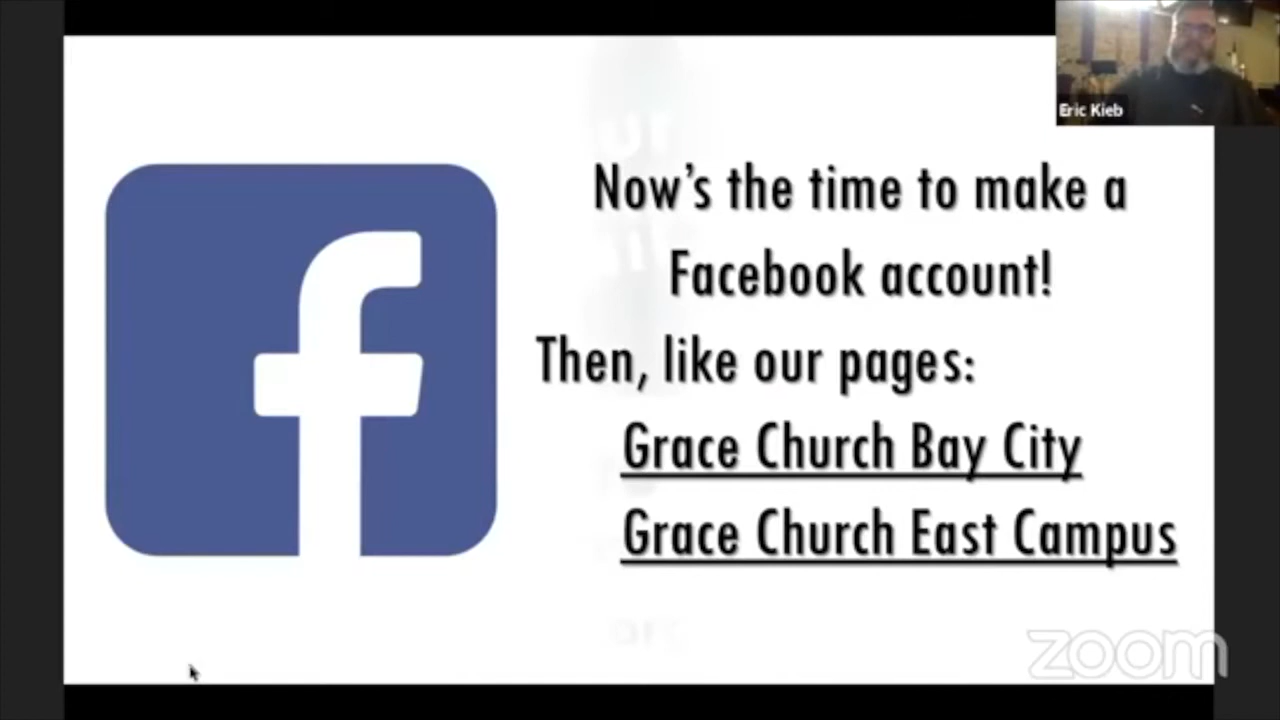 Eric Kieb
Now's the time to make a
Facebook account!
Then, like our pages:
Grace Church Bay City
Grace Church East Campus
zoom